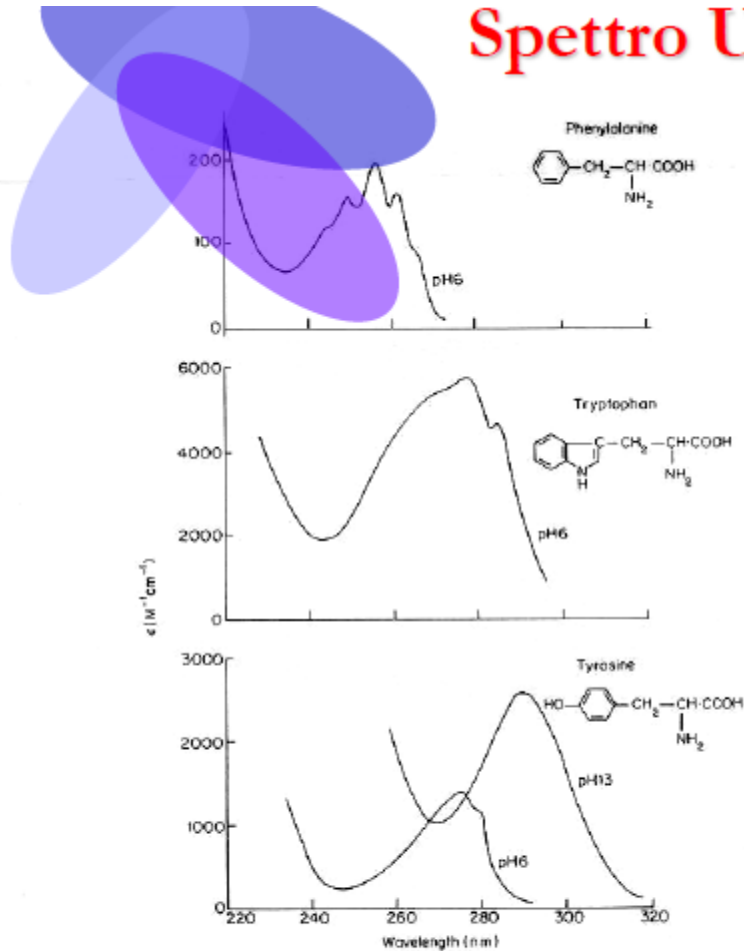 Spettro U
Phenylalanine
CH₂—CH·COOH
NH₂
200
100
0
pH6
6000
4000
2000
0
Tryptophan
C—CH₂—CH·COOH
N
H
NH₂
pH6
ε (M⁻¹cm⁻¹)
3000
2000
1000
0
Tyrosine
HO
CH₂—CH·COOH
NH₂
pH13
pH6
220 240 260 280 300 320
Wavelength (nm)